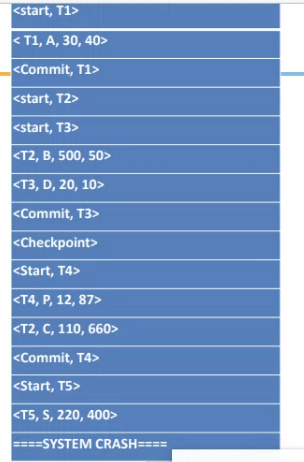 <start, T1>
< T1, A, 30, 40>
<Commit, T1>
<start, T2>
<start, T3>
<T2, B, 500, 50>
<T3, D, 20, 10>
<Commit, T3>
<Checkpoint>
<Start, T4>
<T4, P, 12, 87>
<T2, C, 110, 660>
<Commit, T4>
<Start, T5>
<T5, S, 220, 400>
====SYSTEM CRASH====